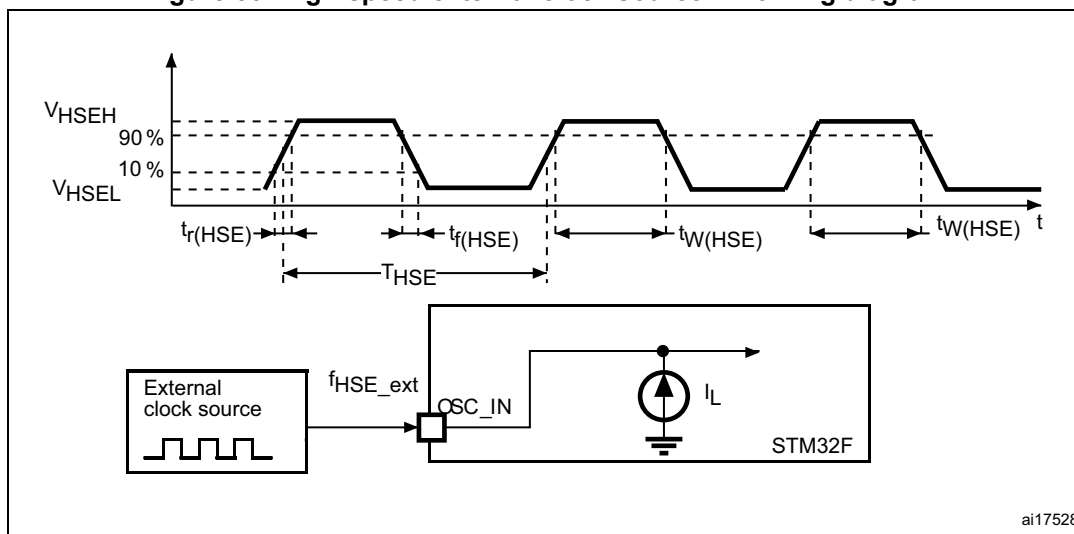 VHSEH
90 %
10 %
VHSEL
tr(HSE)
tf(HSE)
tW(HSE)
tW(HSE)
t
THSE
External
clock source
fHSE_ext
OSC_IN
IL
STM32F
ai17528